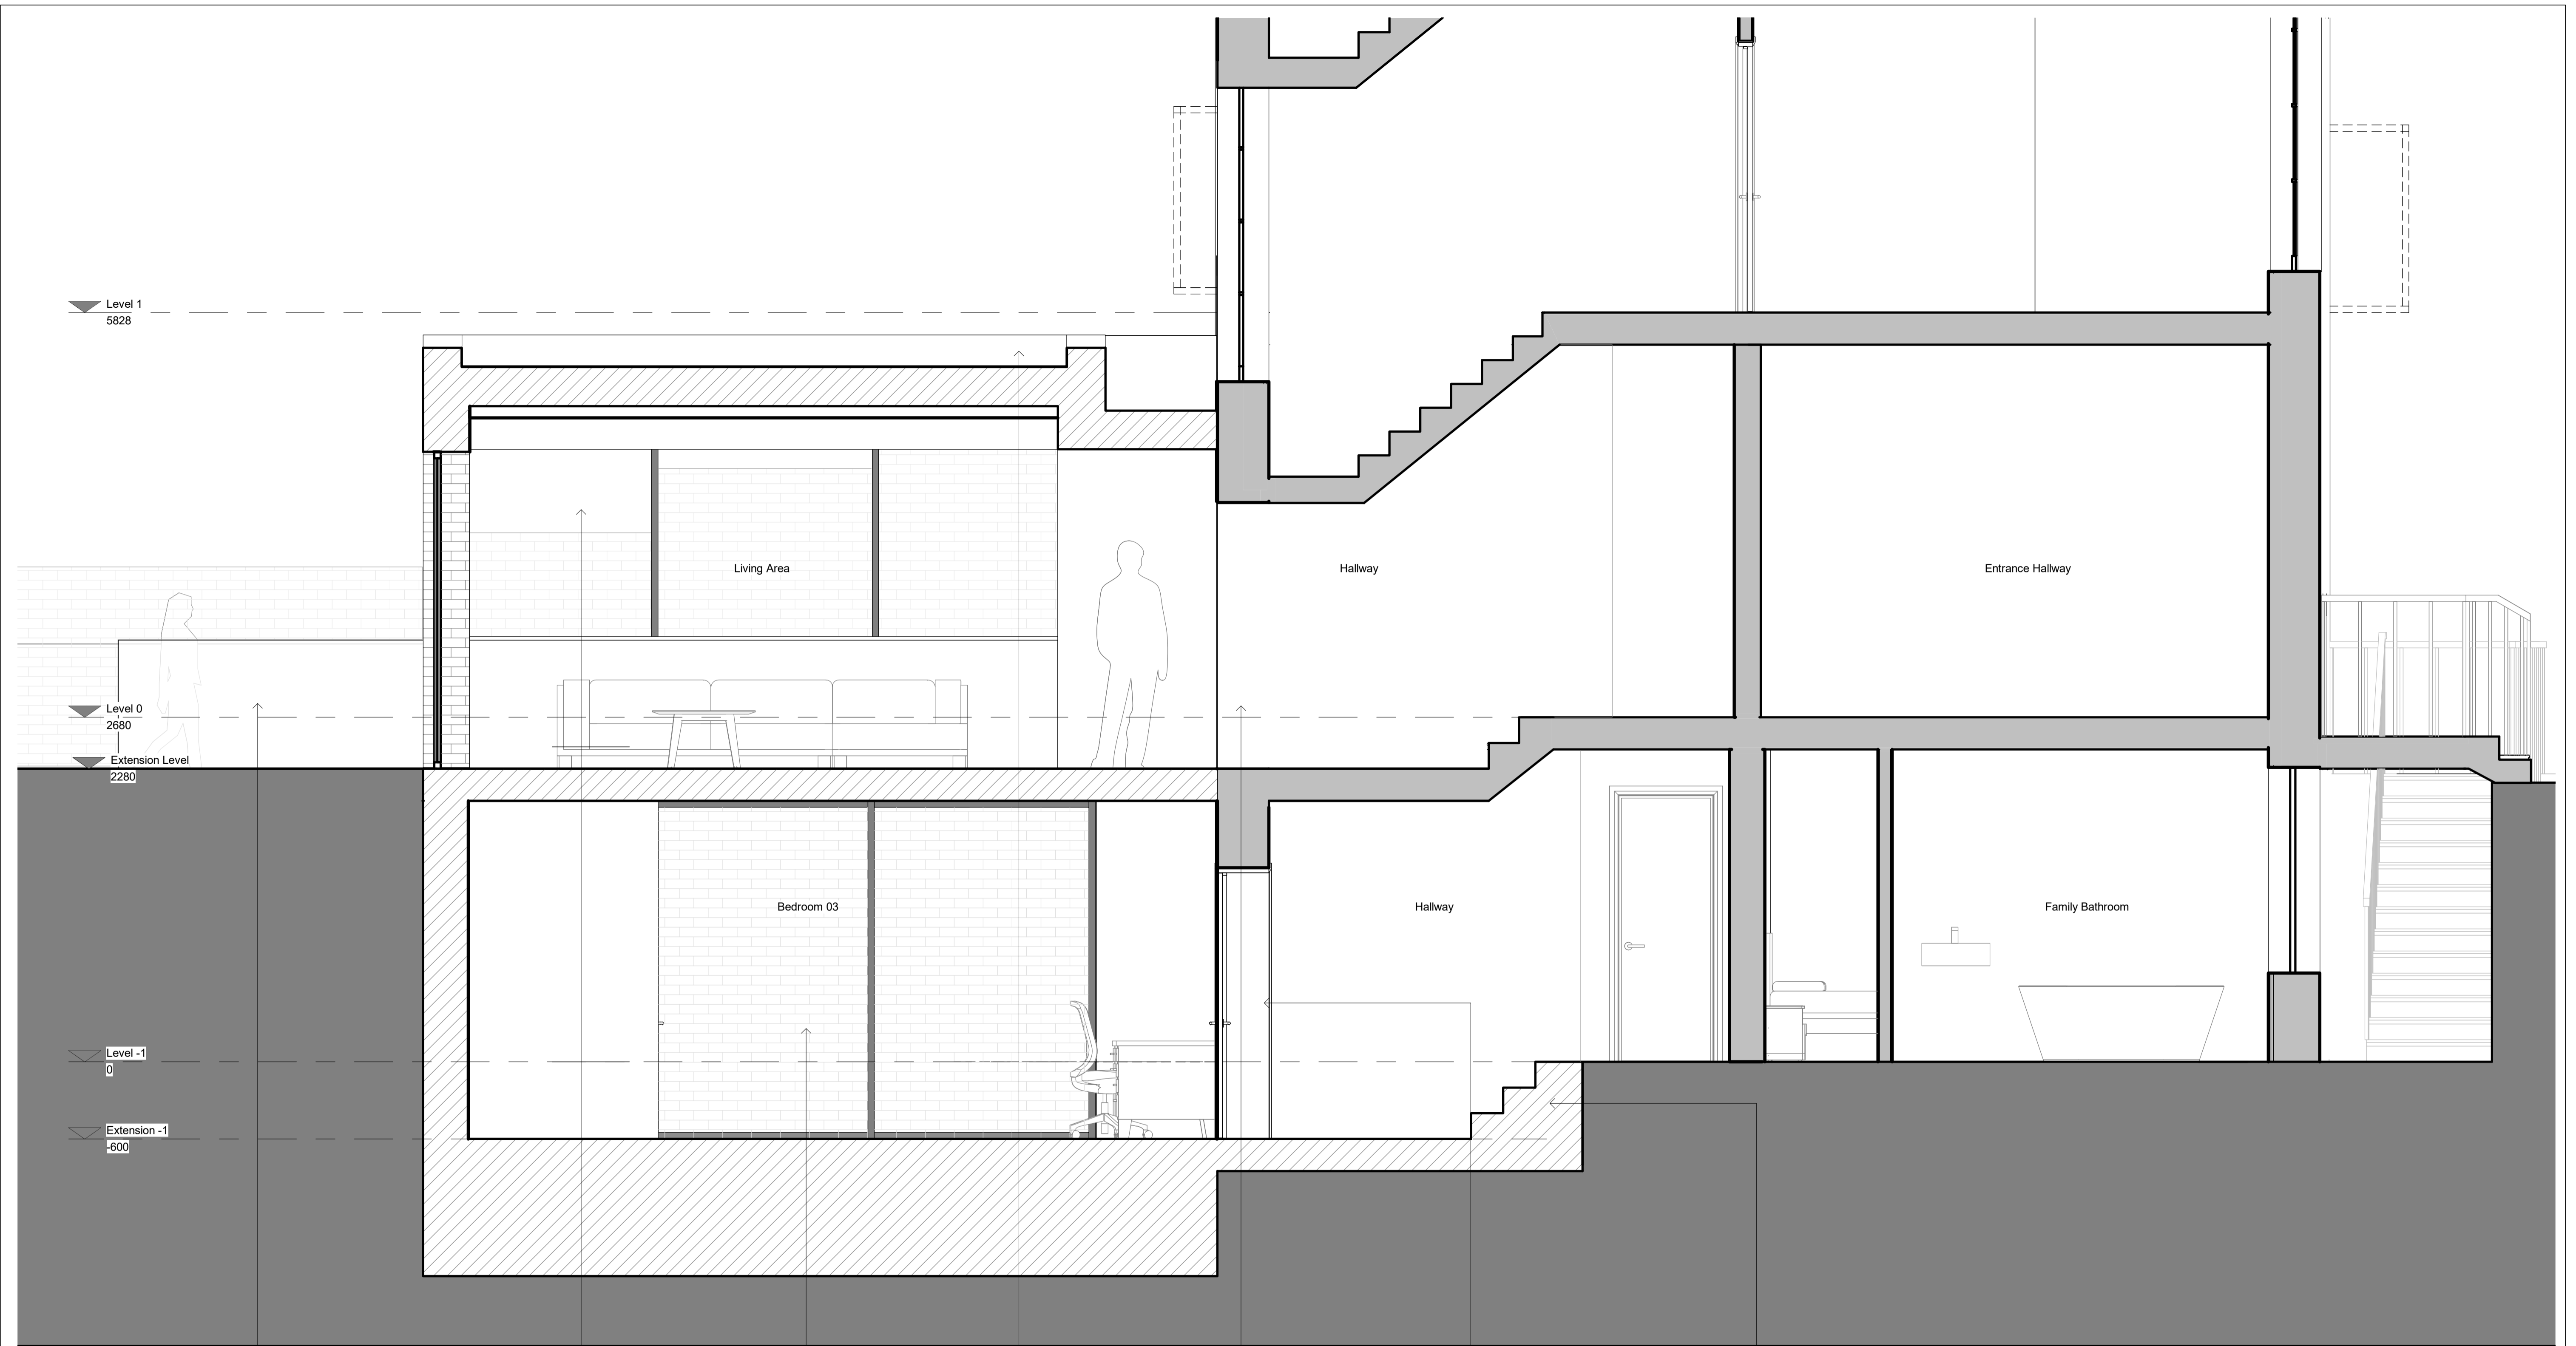 Level 1
5828
Living Area
Hallway
Entrance Hallway
Level 0
2680
Extension Level
2280
Bedroom 03
Hallway
Family Bathroom
Level -1
0
Extension -1
-600